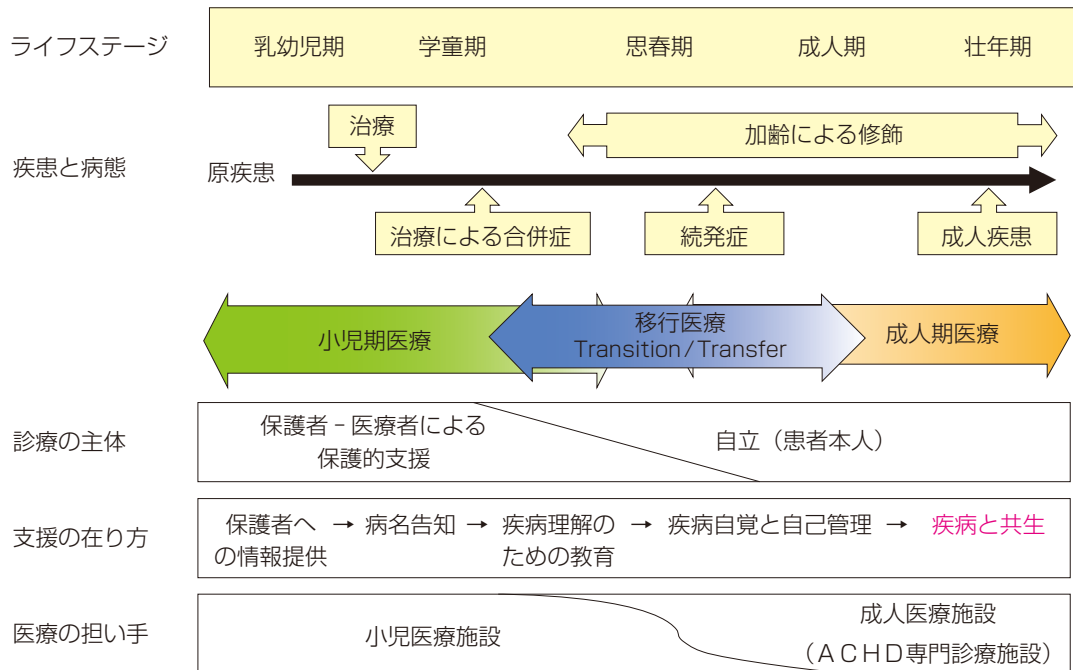 ライフステージ
乳幼児期 学童期 思春期 成人期 壮年期
治療
加齢による修飾
疾患と病態
原疾患
治療による合併症
続発症
成人疾患
小児期医療
移行医療
Transition/Transfer
成人期医療
診療の主体
保護者－医療者による
保護的支援
自立（患者本人）
支援の在り方
保護者へ → 病名告知 → 疾病理解の → 疾病自覚と自己管理 → 疾病と共生
の情報提供 ための教育
医療の担い手
小児医療施設
成人医療施設
（ACHD専門診療施設）